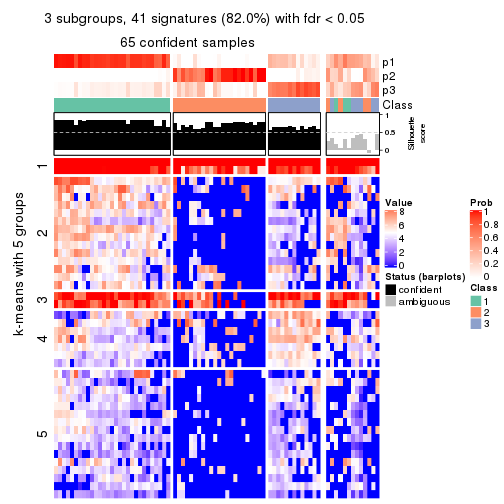 3 subgroups, 41 signatures (82.0%) with fdr < 0.05
65 confident samples
p1
p2
p3
Class
1
0.5
0
Silhouette
score
k-means with 5 groups
1
2
3
4
5
Value
8
6
4
2
0
Status (barplots)
confident
ambiguous
Prob
1
0.8
0.6
0.4
0.2
0
Class
1
2
3